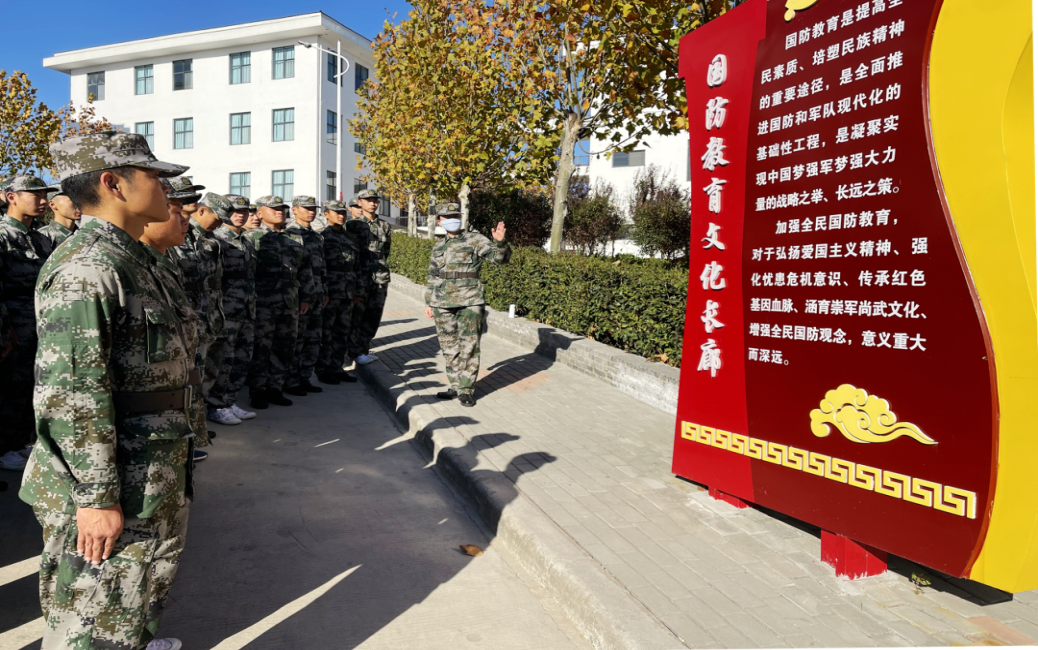 国防教育文化长廊
国防教育是提高全
民素质、培塑民族精神
的重要途径，是全面推
进国防和军队现代化的
基础性工程，是凝聚实
现中国梦强军梦强大力
量的战略之举、长远之策。
加强全民国防教育，
对于弘扬爱国主义精神、强
化忧患危机意识、传承红色
基因血脉、涵育崇军尚武文化、
增强全民国防观念，意义重大
而深远。